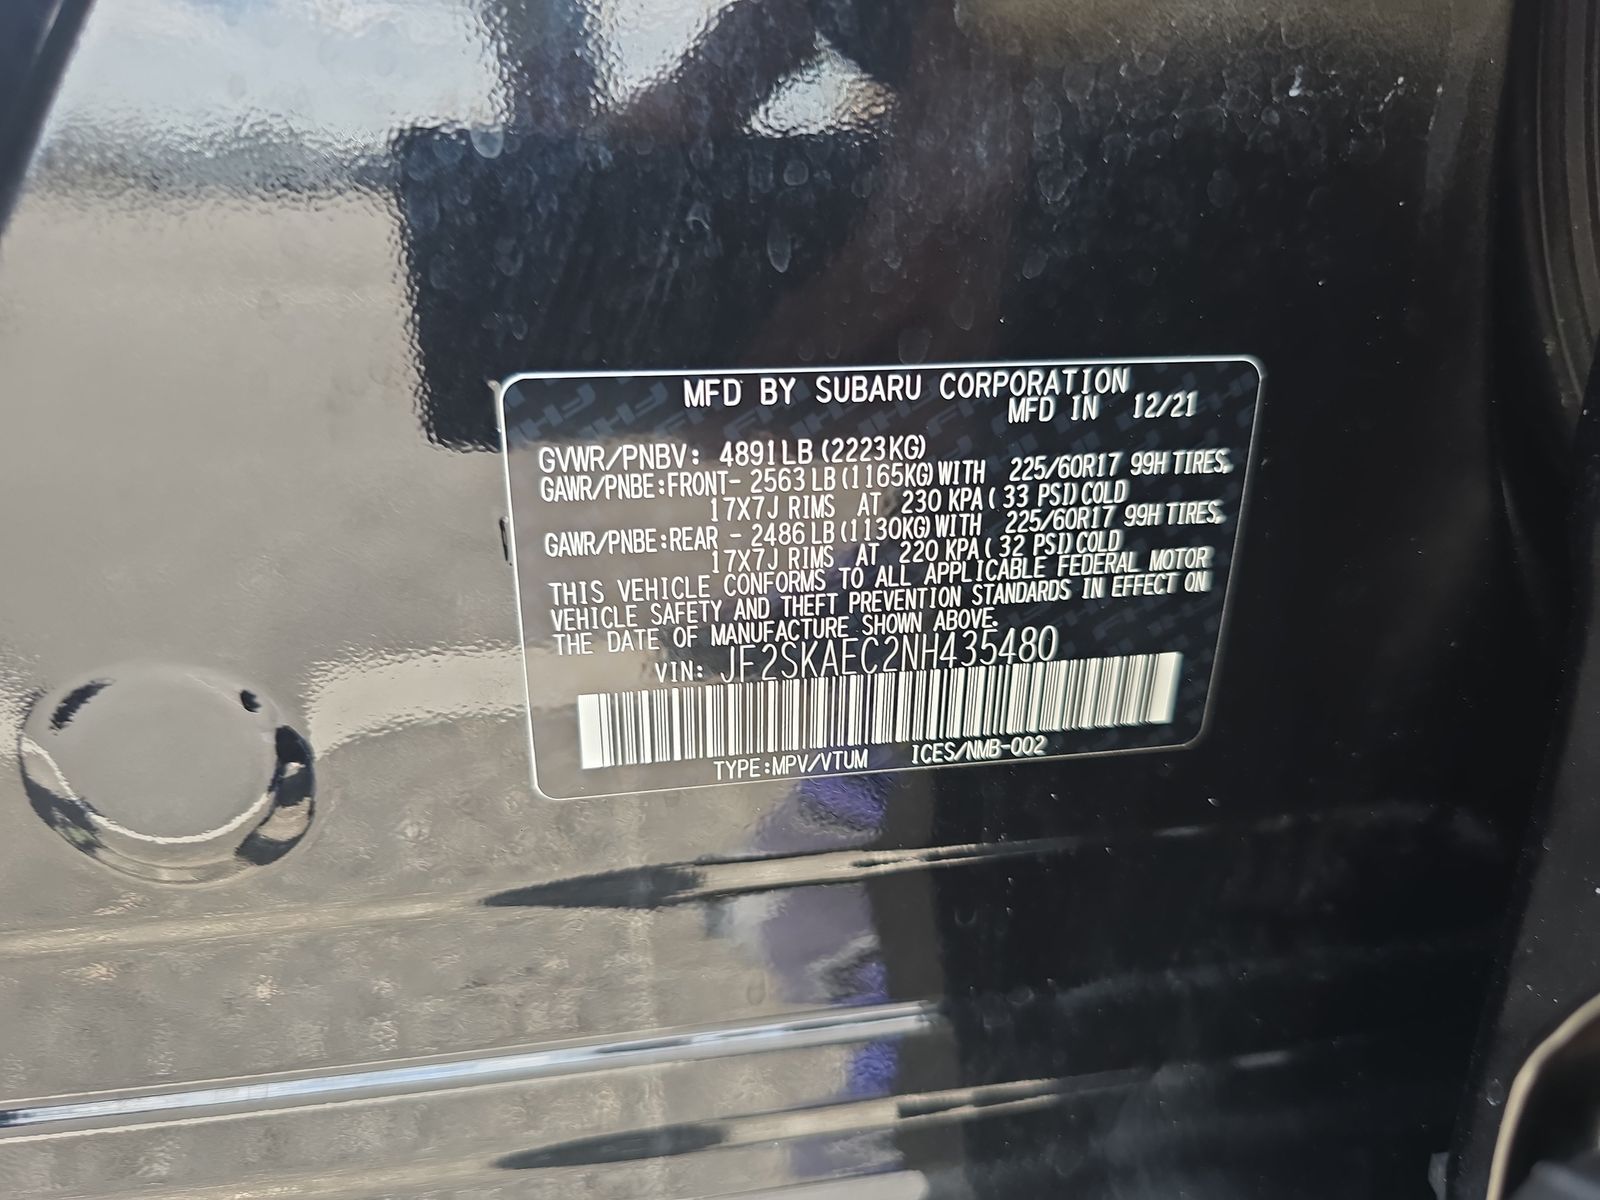 MFD BY SUBARU CORPORATION
MFD IN 12/21
GVWR/PNBV: 4891LB(2223KG)
GAWR/PNBE:FRONT- 2563LB(1165KG)WITH 225/60R17 99H TIRES,
17X7J RIMS AT 230 KPA( 33 PSI)COLD
GAWR/PNBE:REAR - 2486LB(1130KG)WITH 225/60R17 99H TIRES,
17X7J RIMS AT 220 KPA( 32 PSI)COLD
THIS VEHICLE CONFORMS TO ALL APPLICABLE FEDERAL MOTOR
VEHICLE SAFETY AND THEFT PREVENTION STANDARDS IN EFFECT ON
THE DATE OF MANUFACTURE SHOWN ABOVE.
VIN: JF2SKAEC2NH435480
TYPE:MPV/VTUM ICES/NMB-002